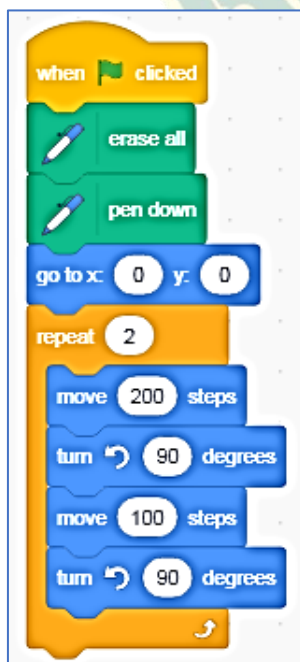 when clicked
erase all
pen down
go to x: 0 y: 0
repeat 2
move 200 steps
turn 90 degrees
move 100 steps
turn 90 degrees